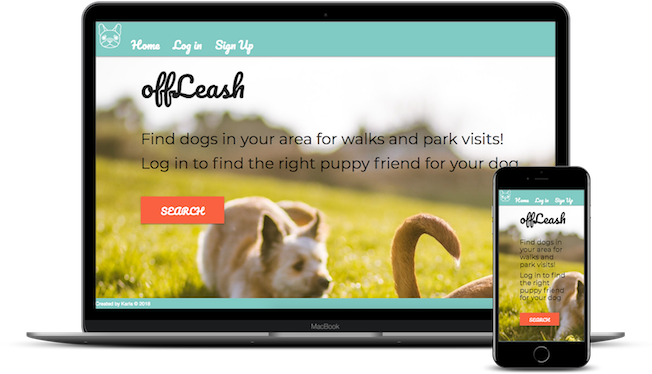 Home Log in Sign Up
offLeash
Find dogs in your area for walks and park visits!
Log in to find the right puppy friend for your dog
SEARCH
Created by Karla © 2018
MacBook
Home Log in Sign Up
offLeash
Find dogs in
your area for
walks and
park visits!
Log in to find
the right
puppy friend
for your dog
SEARCH